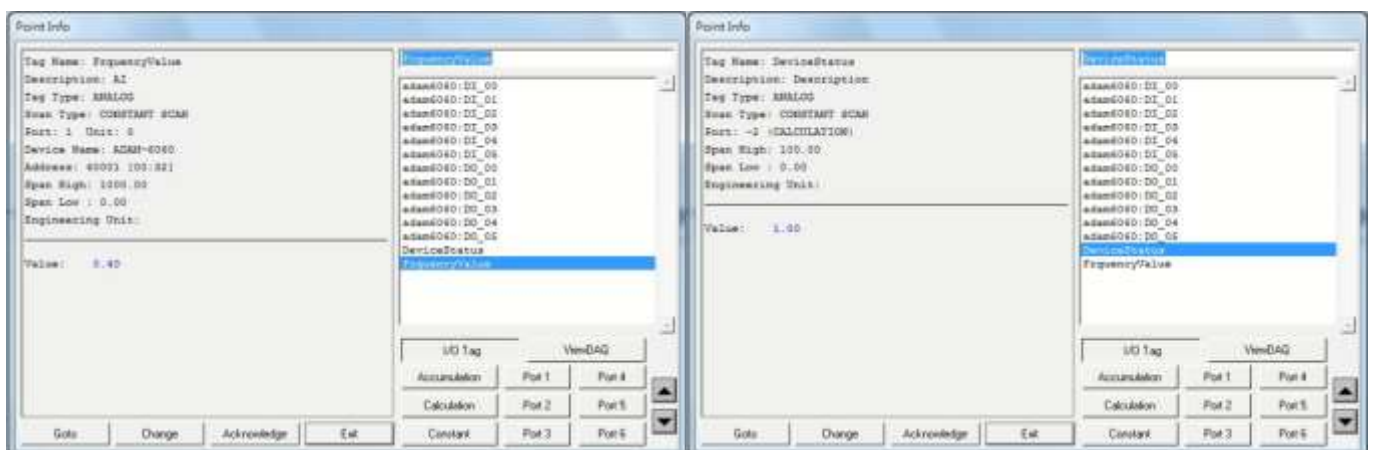 Point Info
Tag Name: FrquencyValue
Description: AI
Tag Type: ANALOG
Scan Type: CONSTANT SCAN
Port: 1 Unit: 0
Device Name: ADAM-6060
Address: 40001
Span High: 1000.00
Span Low : 0.00
Engineering Unit:
Value: 0.40
FrquencyValue
adam6060:DI_00
adam6060:DI_01
adam6060:DI_02
adam6060:DI_03
adam6060:DI_04
adam6060:DI_05
adam6060:DO_00
adam6060:DO_01
adam6060:DO_02
adam6060:DO_03
adam6060:DO_04
adam6060:DO_05
DeviceStatus
FrquencyValue
I/O Tag ViewDAQ
Accumulation Port 1 Port 4
Calculation Port 2 Port 5
Constant Port 3 Port 6
Goto Change Acknowledge Exit
Point Info
Tag Name: DeviceStatus
Description: Description
Tag Type: ANALOG
Scan Type: CONSTANT SCAN
Port: -2 (CALCULATION)
Span High: 100.00
Span Low : 0.00
Engineering Unit:
Value: 1.00
DeviceStatus
adam6060:DI_00
adam6060:DI_01
adam6060:DI_02
adam6060:DI_03
adam6060:DI_04
adam6060:DI_05
adam6060:DO_00
adam6060:DO_01
adam6060:DO_02
adam6060:DO_03
adam6060:DO_04
adam6060:DO_05
DeviceStatus
FrquencyValue
I/O Tag ViewDAQ
Accumulation Port 1 Port 4
Calculation Port 2 Port 5
Constant Port 3 Port 6
Goto Change Acknowledge Exit